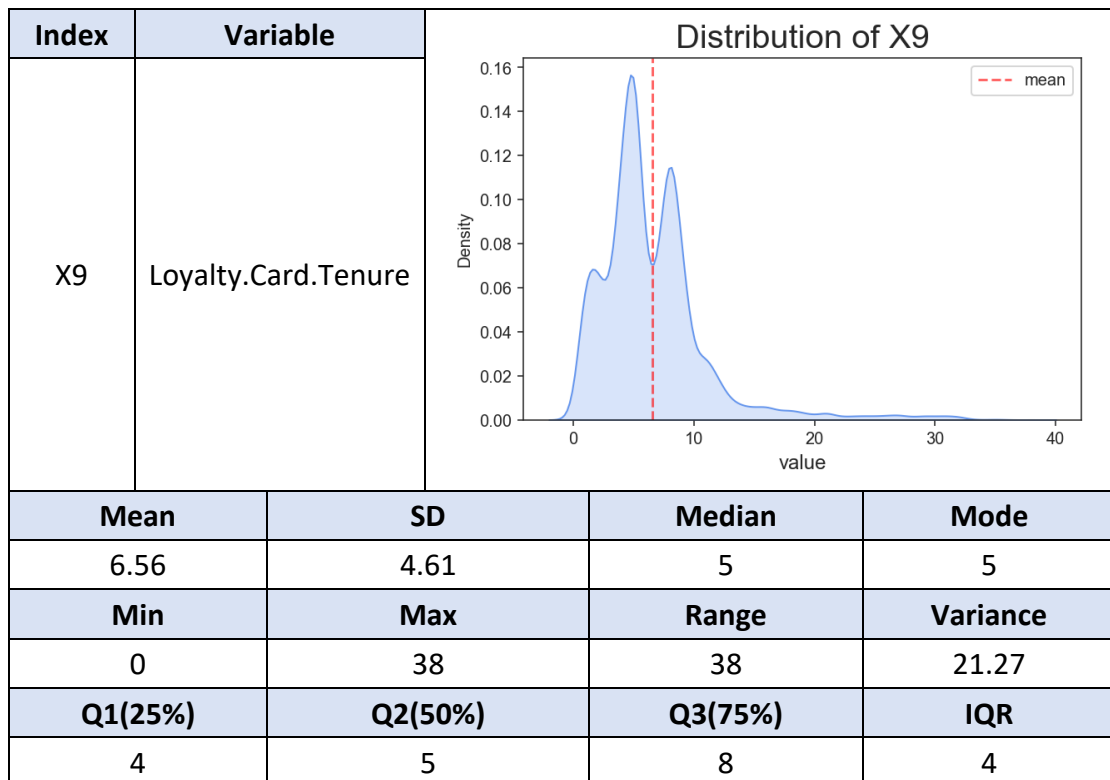 Index Variable
X9 Loyalty.Card.Tenure
Distribution of X9
mean
0.16
0.14
0.12
0.10
0.08
0.06
0.04
0.02
0.00
Density
0 10 20 30 40
value
Mean SD Median Mode
6.56 4.61 5 5
Min Max Range Variance
0 38 38 21.27
Q1(25%) Q2(50%) Q3(75%) IQR
4 5 8 4